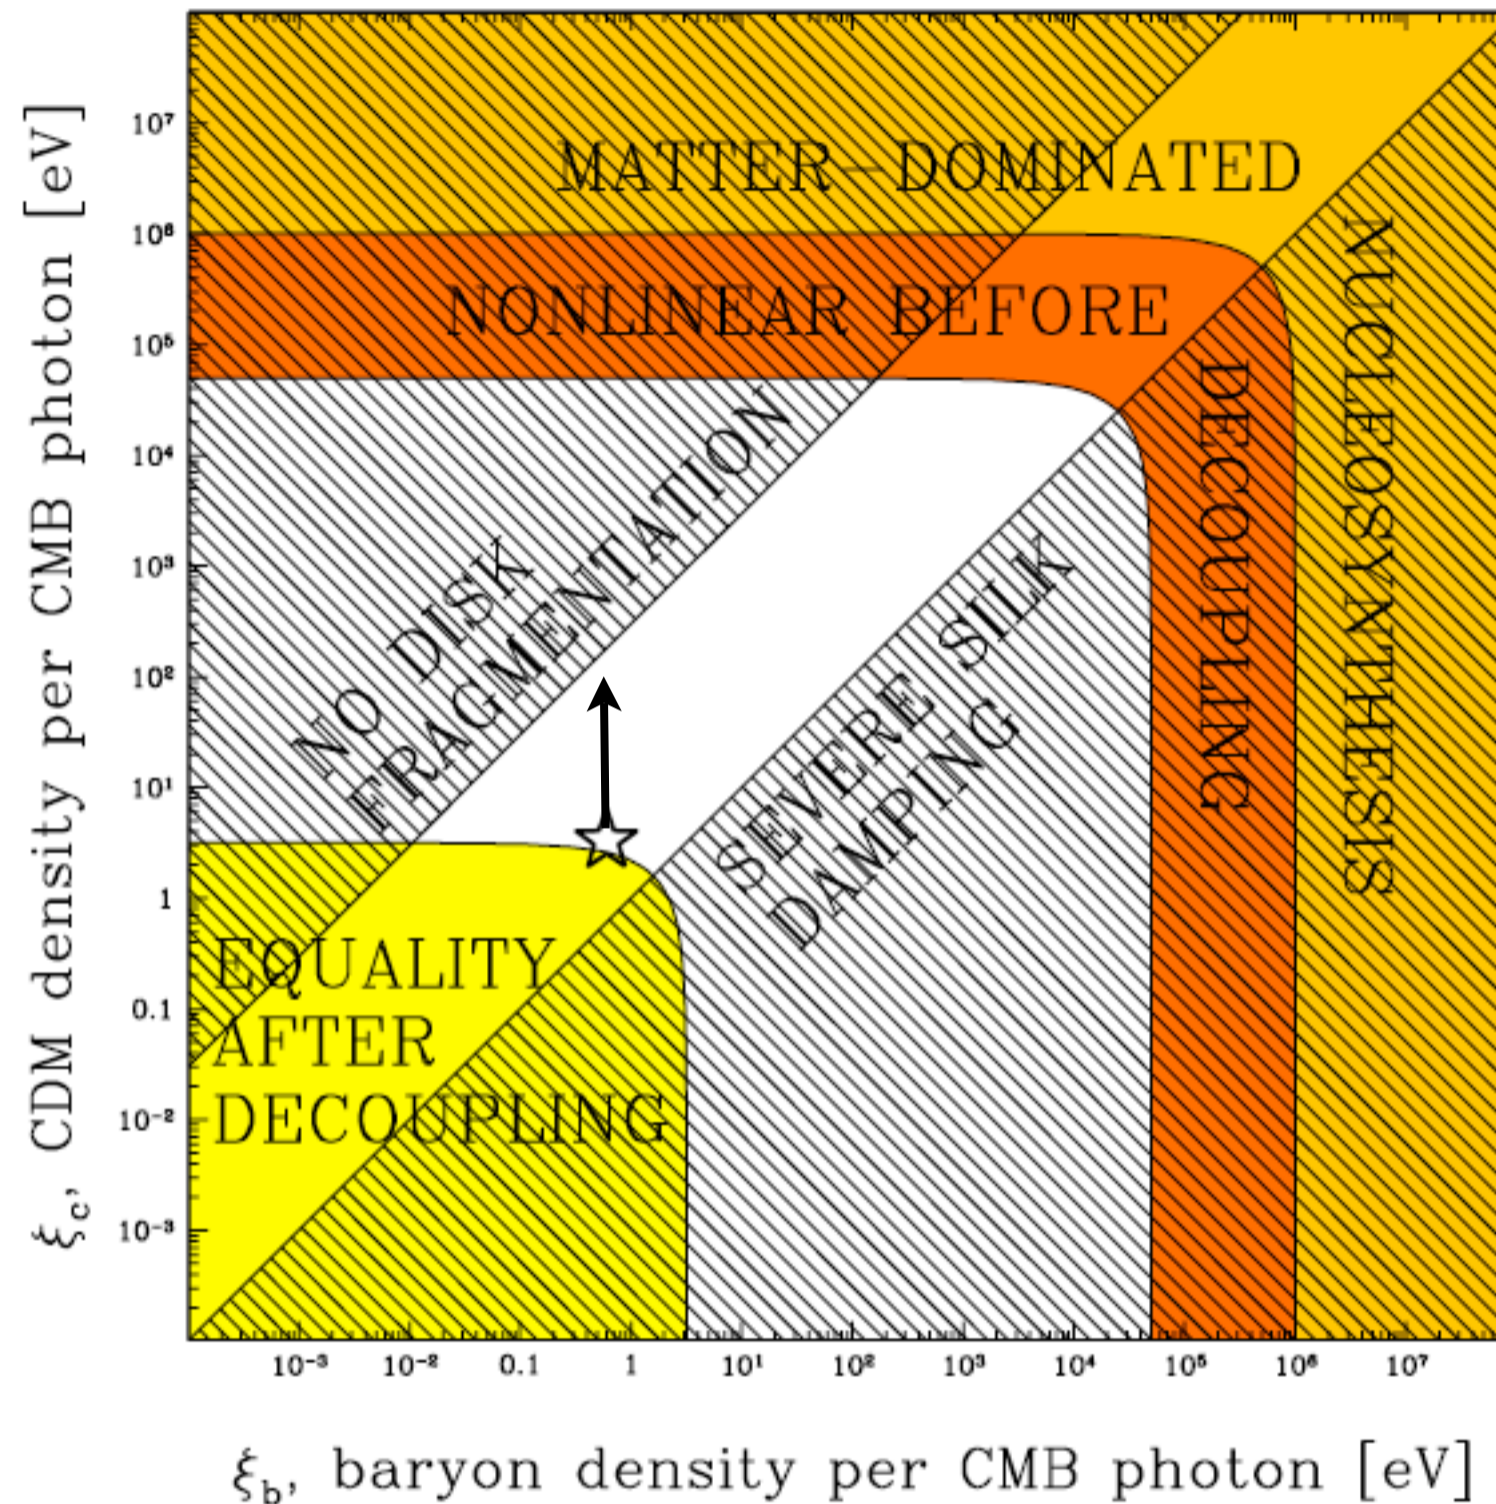 ξc, CDM density per CMB photon [eV]
10⁷
10⁶
10⁵
10⁴
10³
10²
10¹
1
0.1
10⁻²
10⁻³
MATTER-DOMINATED
NUCLEOSYNTHESIS
NONLINEAR BEFORE
DECOUPLING
NO DISK
FRAGMENTATION
SEVERE SILK
DAMPING
EQUALITY
AFTER
DECOUPLING
10⁻³
10⁻²
0.1
1
10¹
10²
10³
10⁴
10⁵
10⁶
10⁷
ξb, baryon density per CMB photon [eV]